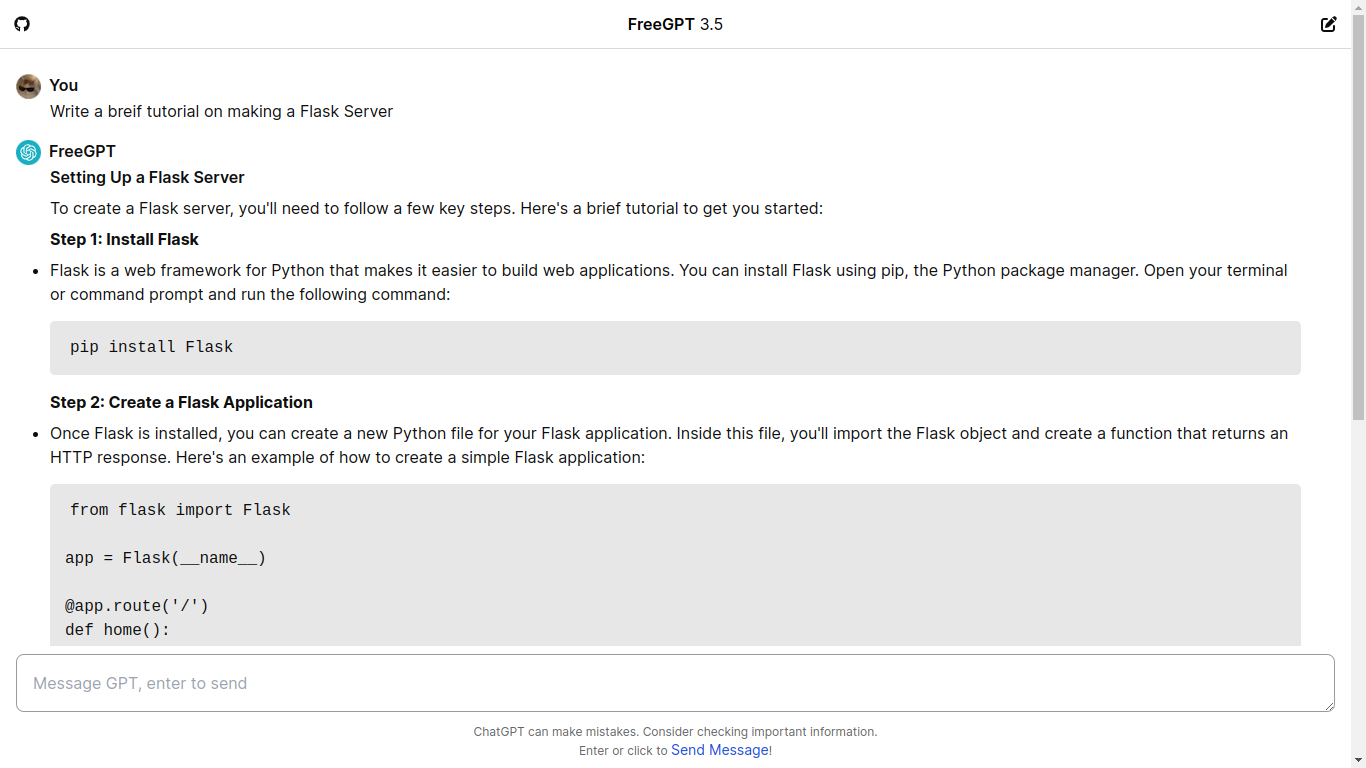 FreeGPT 3.5
You
Write a breif tutorial on making a Flask Server
FreeGPT
Setting Up a Flask Server
To create a Flask server, you'll need to follow a few key steps. Here's a brief tutorial to get you started:
Step 1: Install Flask
• Flask is a web framework for Python that makes it easier to build web applications. You can install Flask using pip, the Python package manager. Open your terminal
or command prompt and run the following command:
pip install Flask
Step 2: Create a Flask Application
• Once Flask is installed, you can create a new Python file for your Flask application. Inside this file, you'll import the Flask object and create a function that returns an
HTTP response. Here's an example of how to create a simple Flask application:
from flask import Flask
app = Flask(__name__)
@app.route('/')
def home():
Message GPT, enter to send
ChatGPT can make mistakes. Consider checking important information.
Enter or click to Send Message!